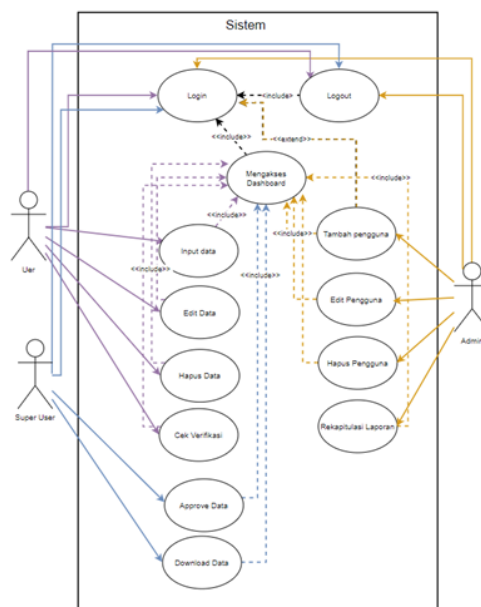 Sistem
Login
<<include>
Logout
<<extend>>
<<include>>
Mengakses
Dashboard
<<include>>
<<include>>
Uer
Input data
<<include>>
<<include>>
<<include>>
<<include>>
Tambah pengguna
Edit Data
Edit Pengguna
Admin
Hapus Data
Hapus Pengguna
Super User
Cek Verifikasi
Rekapitulasi Laporan
Approve Data
Download Data